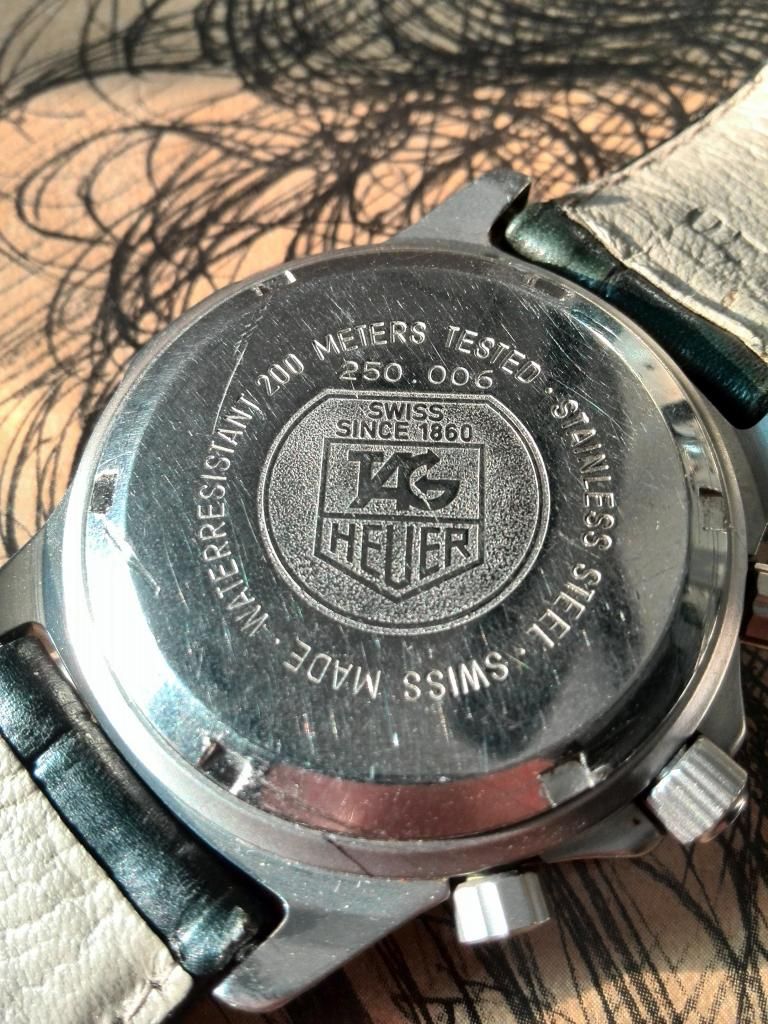 ·WATERRESISTANT 200 METERS TESTED · STAINLESS STEEL · SWISS MADE ·
250.006
SWISS
SINCE 1860
TAG
HEUER